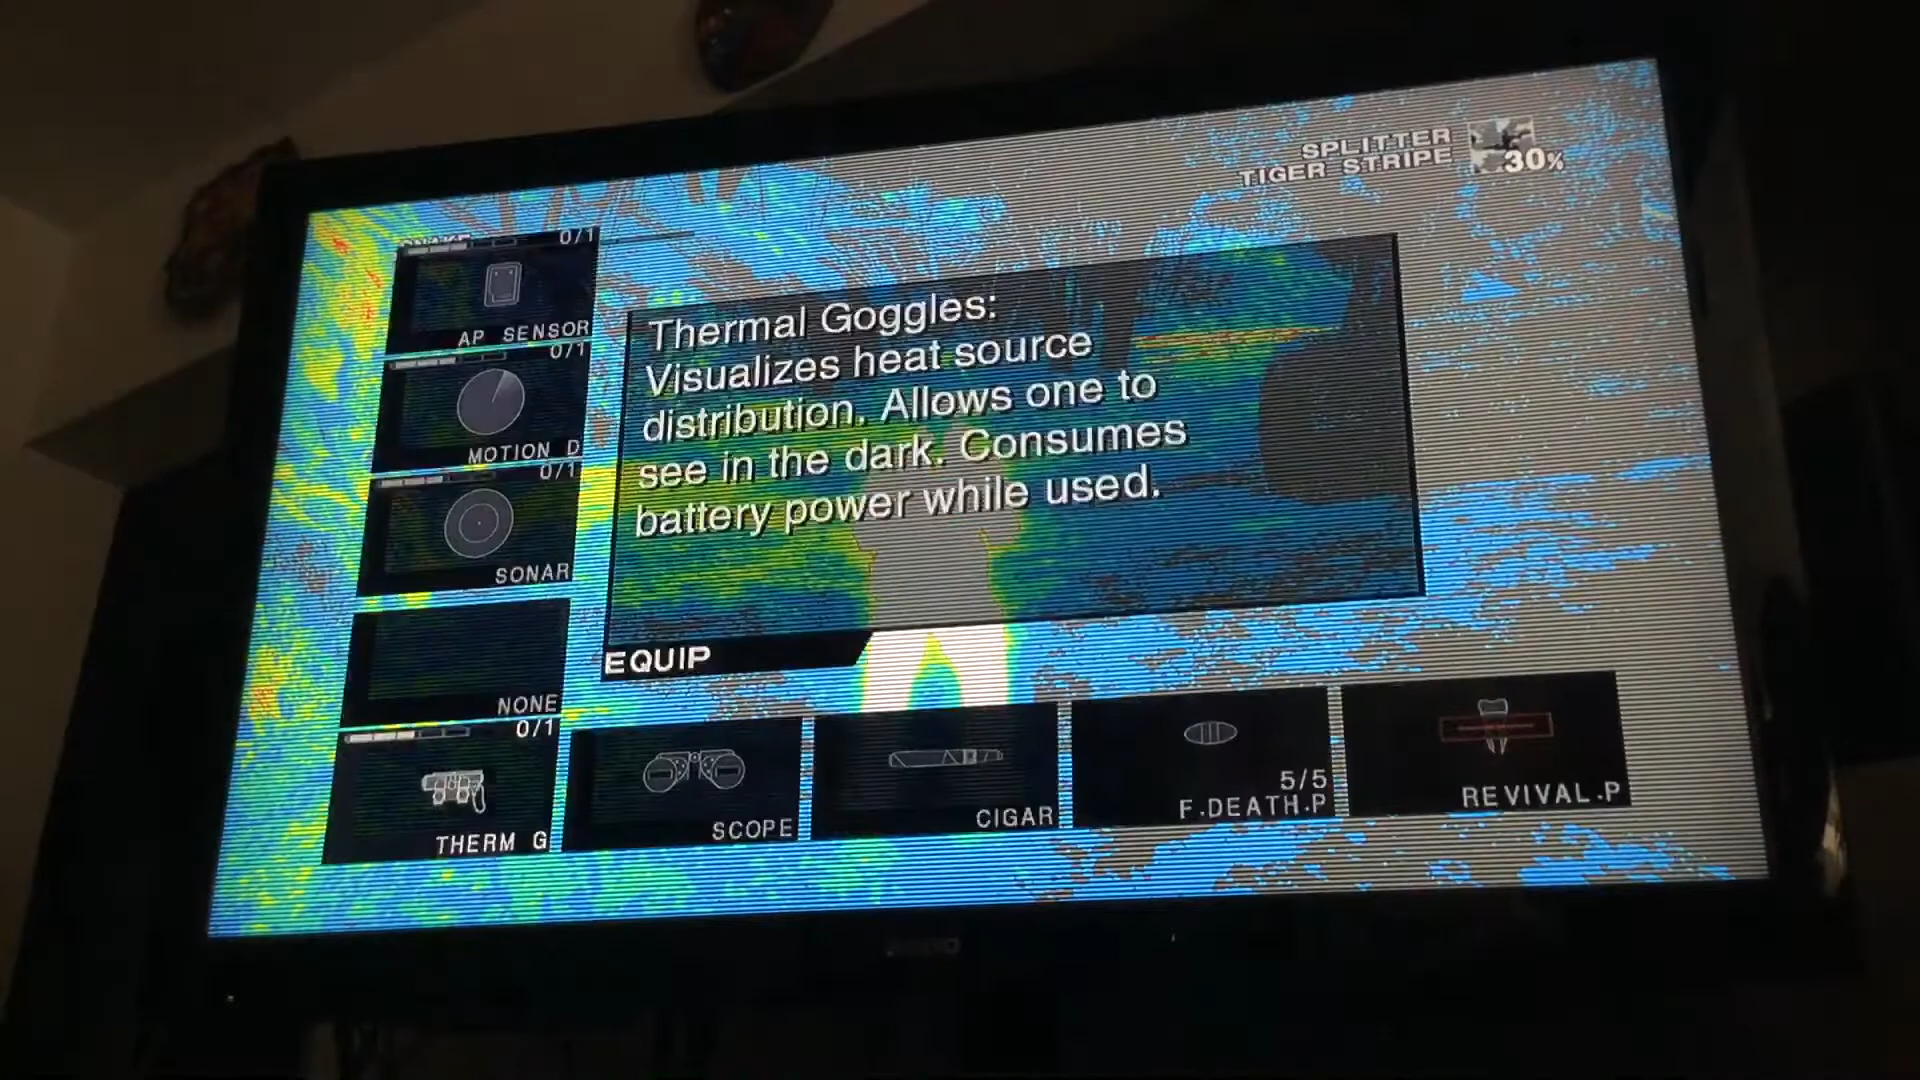 SPLITTER
TIGER STRIPE
30%
SNAKE
0/1
AP SENSOR
0/1
MOTION D
0/1
SONAR
NONE
Thermal Goggles:
Visualizes heat source
distribution. Allows one to
see in the dark. Consumes
battery power while used.
EQUIP
0/1
THERM G
SCOPE
CIGAR
5/5
F.DEATH.P
REVIVAL.P